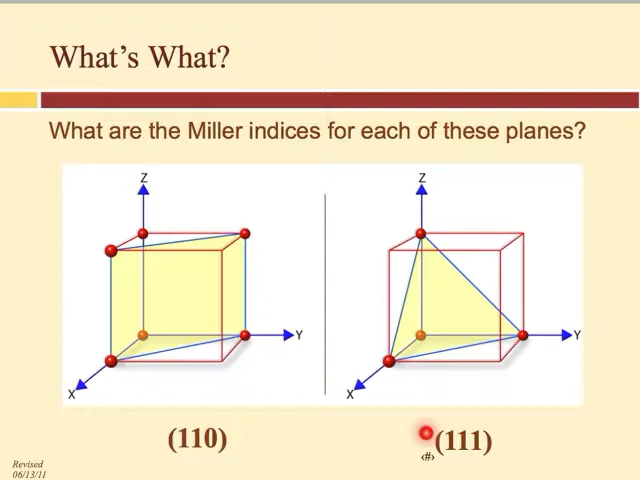 What's What?
What are the Miller indices for each of these planes?
Z
Z
Y
Y
X
X
(110)
(111)
‹#›
Revised
06/13/11